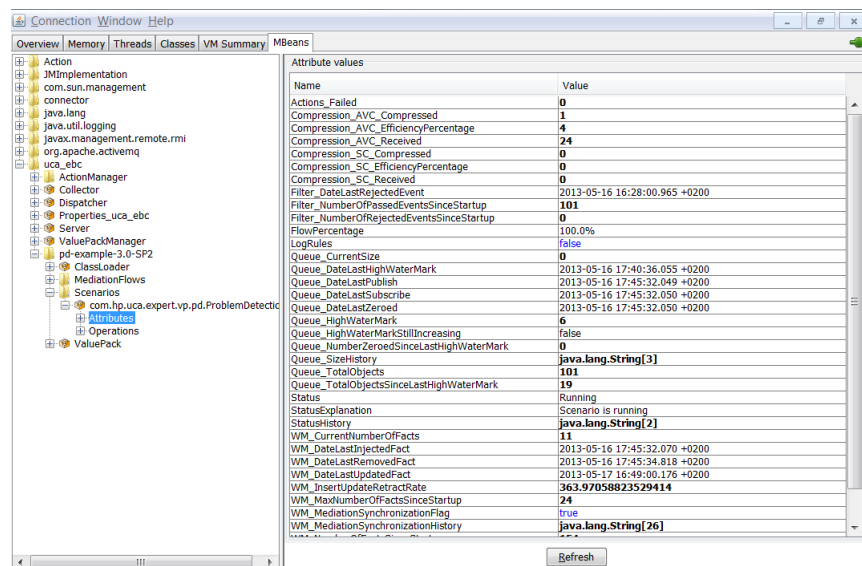 Connection Window Help
Overview Memory Threads Classes VM Summary MBeans
Action
JMImplementation
com.sun.management
connector
java.lang
java.util.logging
javax.management.remote.rmi
org.apache.activemq
uca_ebc
ActionManager
Collector
Dispatcher
Properties_uca_ebc
Server
ValuePackManager
pd-example-3.0-SP2
ClassLoader
MediationFlows
Scenarios
com.hp.uca.expert.vp.pd.ProblemDetectio
Attributes
Operations
ValuePack
Attribute values
Name Value
Actions_Failed 0
Compression_AVC_Compressed 1
Compression_AVC_EfficiencyPercentage 4
Compression_AVC_Received 24
Compression_SC_Compressed 0
Compression_SC_EfficiencyPercentage 0
Compression_SC_Received 0
Filter_DateLastRejectedEvent 2013-05-16 16:28:00.965 +0200
Filter_NumberOfPassedEventsSinceStartup 101
Filter_NumberOfRejectedEventsSinceStartup 0
FlowPercentage 100.0%
LogRules false
Queue_CurrentSize 0
Queue_DateLastHighWaterMark 2013-05-16 17:40:36.055 +0200
Queue_DateLastPublish 2013-05-16 17:45:32.049 +0200
Queue_DateLastSubscribe 2013-05-16 17:45:32.050 +0200
Queue_DateLastZeroed 2013-05-16 17:45:32.050 +0200
Queue_HighWaterMark 6
Queue_HighWaterMarkStillIncreasing false
Queue_NumberZeroedSinceLastHighWaterMark 0
Queue_SizeHistory java.lang.String[3]
Queue_TotalObjects 101
Queue_TotalObjectsSinceLastHighWaterMark 19
Status Running
StatusExplanation Scenario is running
StatusHistory java.lang.String[2]
WM_CurrentNumberOfFacts 11
WM_DateLastInjectedFact 2013-05-16 17:45:32.070 +0200
WM_DateLastRemovedFact 2013-05-16 17:45:34.818 +0200
WM_DateLastUpdatedFact 2013-05-17 16:49:00.176 +0200
WM_InsertUpdateRetractRate 363.97058823529414
WM_MaxNumberOfFactsSinceStartup 24
WM_MediationSynchronizationFlag true
WM_MediationSynchronizationHistory java.lang.String[26]
Refresh